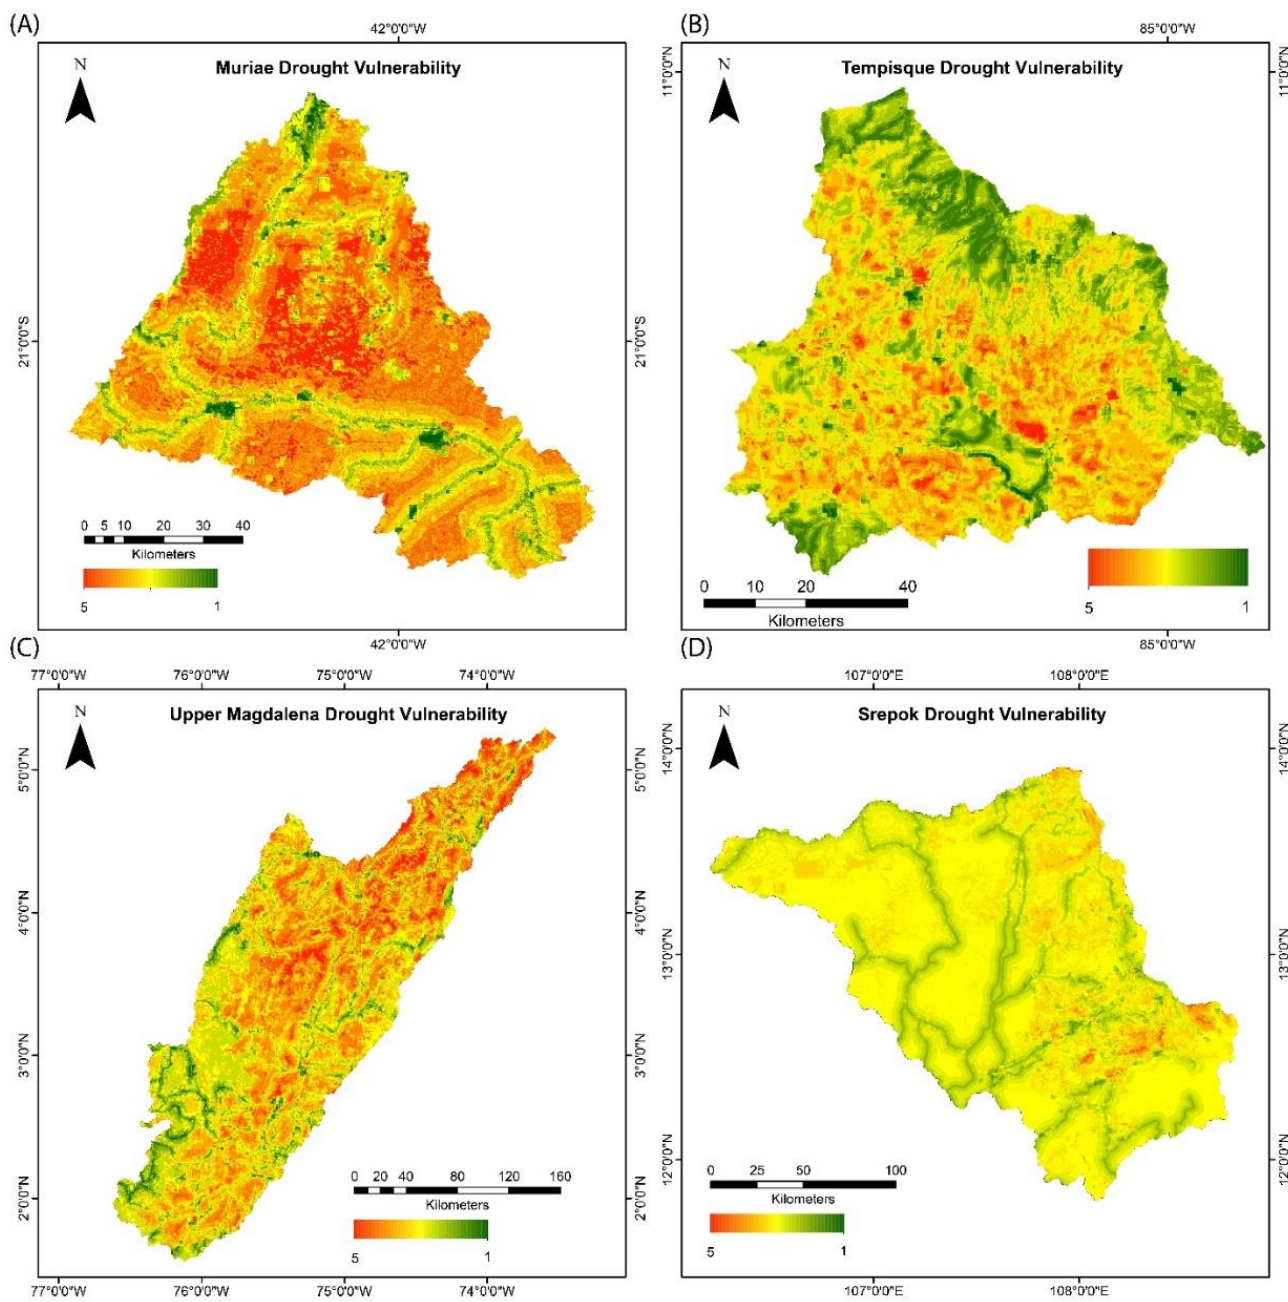 (A)
42°0'0"W
N
Muriae Drought Vulnerability
21°0'0"S
21°0'0"S
0 5 10 20 30 40
Kilometers
5 1
42°0'0"W
(B)
85°0'0"W
11°0'0"N
11°0'0"N
N
Tempisque Drought Vulnerability
0 10 20 40
Kilometers
5 1
85°0'0"W
(C)
77°0'0"W 76°0'0"W 75°0'0"W 74°0'0"W
N
Upper Magdalena Drought Vulnerability
5°0'0"N
5°0'0"N
4°0'0"N
4°0'0"N
3°0'0"N
3°0'0"N
2°0'0"N
2°0'0"N
0 20 40 80 120 160
Kilometers
5 1
77°0'0"W 76°0'0"W 75°0'0"W 74°0'0"W
(D)
107°0'0"E 108°0'0"E
N
Srepok Drought Vulnerability
14°0'0"N
14°0'0"N
13°0'0"N
13°0'0"N
12°0'0"N
12°0'0"N
0 25 50 100
Kilometers
5 1
107°0'0"E 108°0'0"E